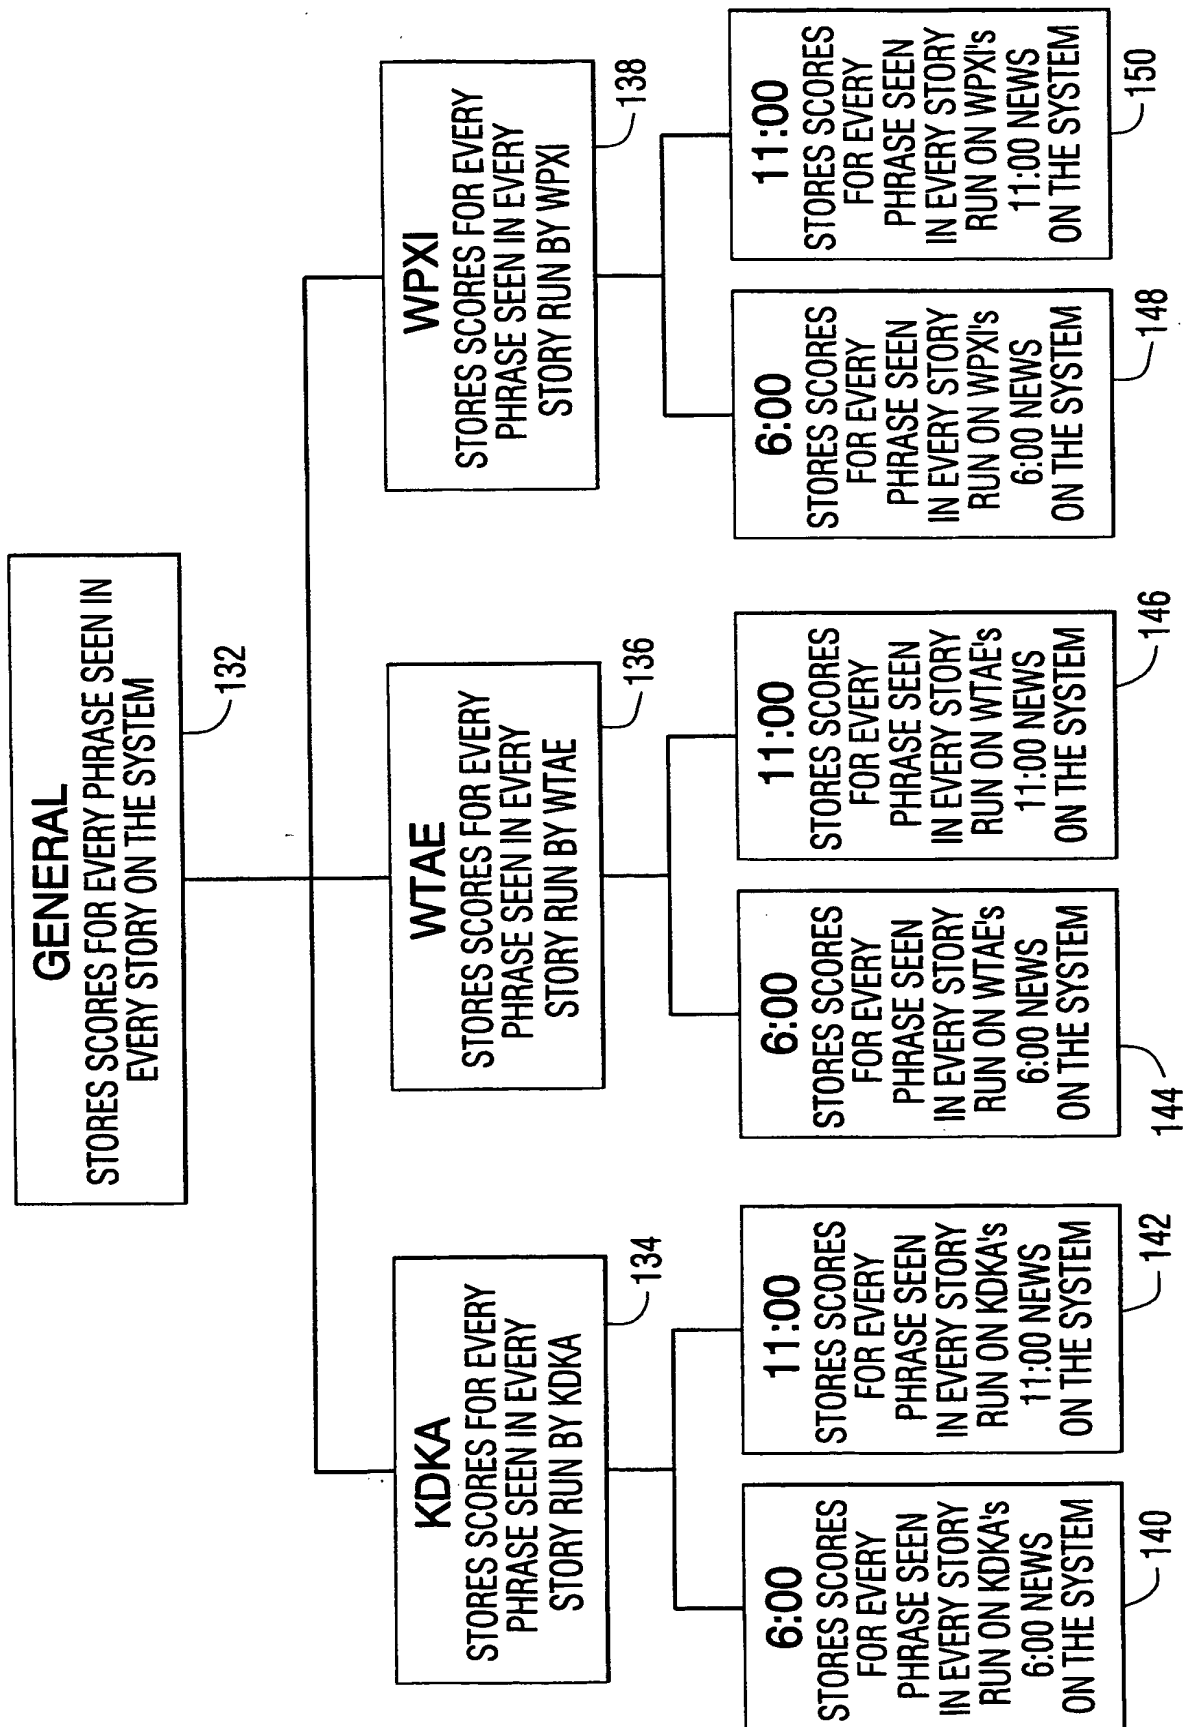 GENERAL
STORES SCORES FOR EVERY PHRASE SEEN IN
EVERY STORY ON THE SYSTEM
132
KDKA
STORES SCORES FOR EVERY
PHRASE SEEN IN EVERY
STORY RUN BY KDKA
134
WTAE
STORES SCORES FOR EVERY
PHRASE SEEN IN EVERY
STORY RUN BY WTAE
136
WPXI
STORES SCORES FOR EVERY
PHRASE SEEN IN EVERY
STORY RUN BY WPXI
138
6:00
STORES SCORES
FOR EVERY
PHRASE SEEN
IN EVERY STORY
RUN ON KDKA's
6:00 NEWS
ON THE SYSTEM
140
11:00
STORES SCORES
FOR EVERY
PHRASE SEEN
IN EVERY STORY
RUN ON KDKA's
11:00 NEWS
ON THE SYSTEM
142
6:00
STORES SCORES
FOR EVERY
PHRASE SEEN
IN EVERY STORY
RUN ON WTAE's
6:00 NEWS
ON THE SYSTEM
144
11:00
STORES SCORES
FOR EVERY
PHRASE SEEN
IN EVERY STORY
RUN ON WTAE's
11:00 NEWS
ON THE SYSTEM
146
6:00
STORES SCORES
FOR EVERY
PHRASE SEEN
IN EVERY STORY
RUN ON WPXI's
6:00 NEWS
ON THE SYSTEM
148
11:00
STORES SCORES
FOR EVERY
PHRASE SEEN
IN EVERY STORY
RUN ON WPXI's
11:00 NEWS
ON THE SYSTEM
150